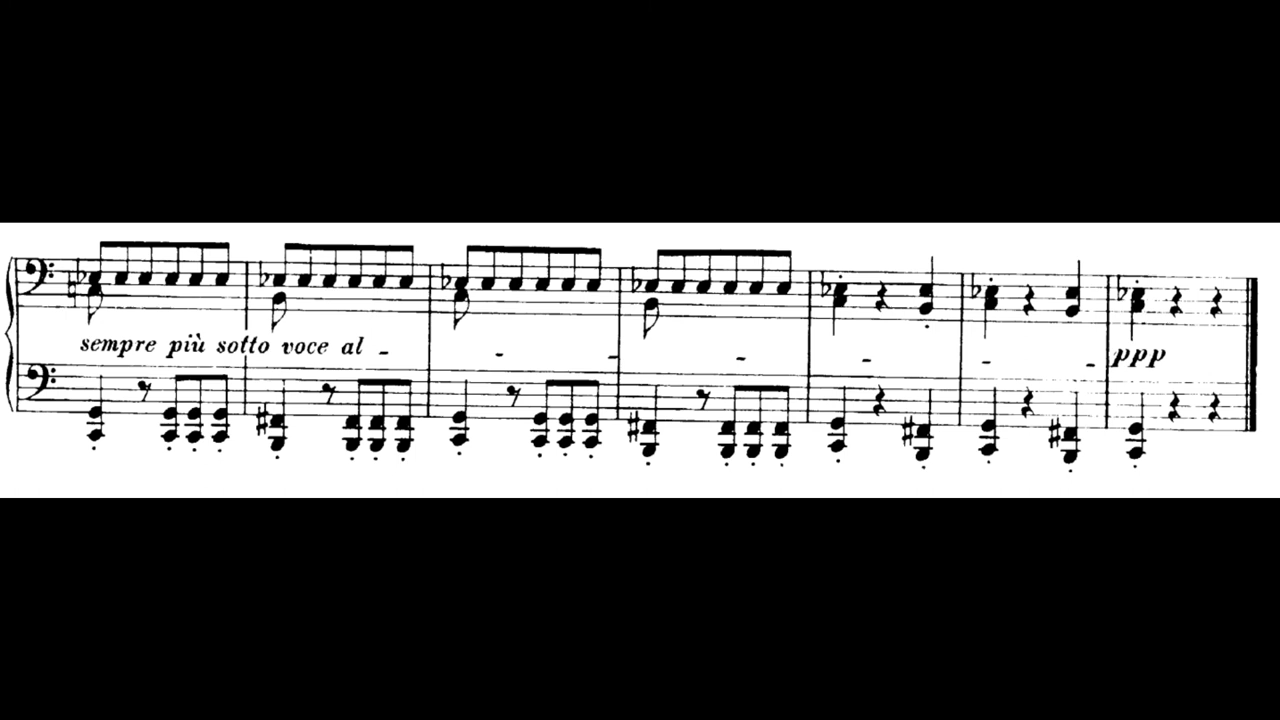 sempre più sotto voce al - - - - - - -
ppp